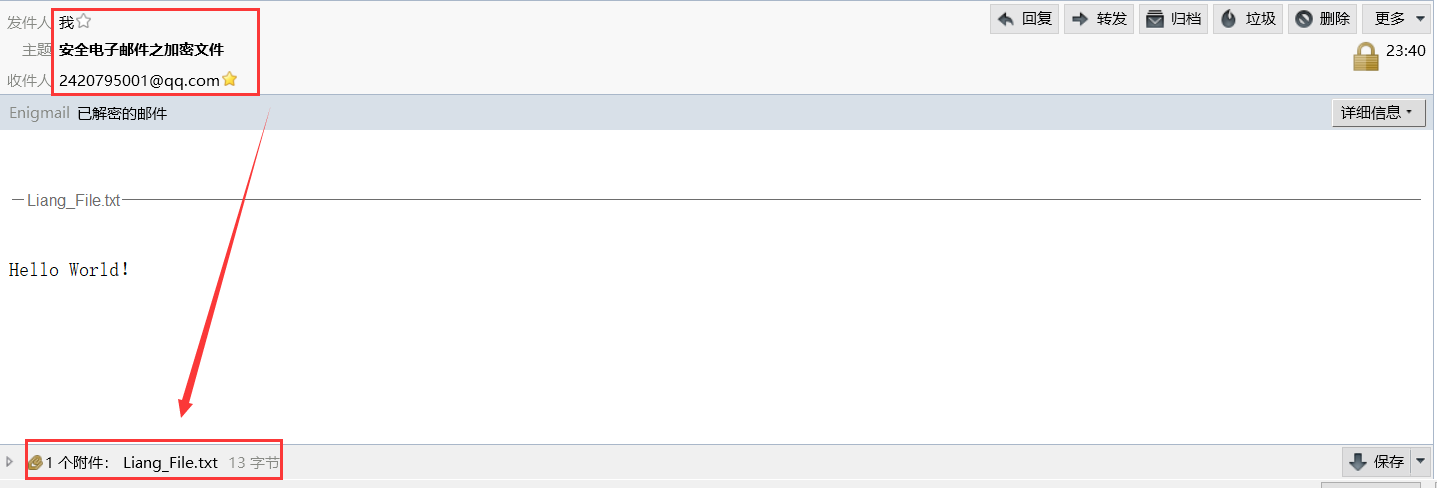 发件人 我 回复 转发 归档 垃圾 删除 更多
主题 安全电子邮件之加密文件 23:40
收件人 2420795001@qq.com
Enigmail 已解密的邮件 详细信息
Liang_File.txt
Hello World!
1 个附件: Liang_File.txt 13 字节 保存